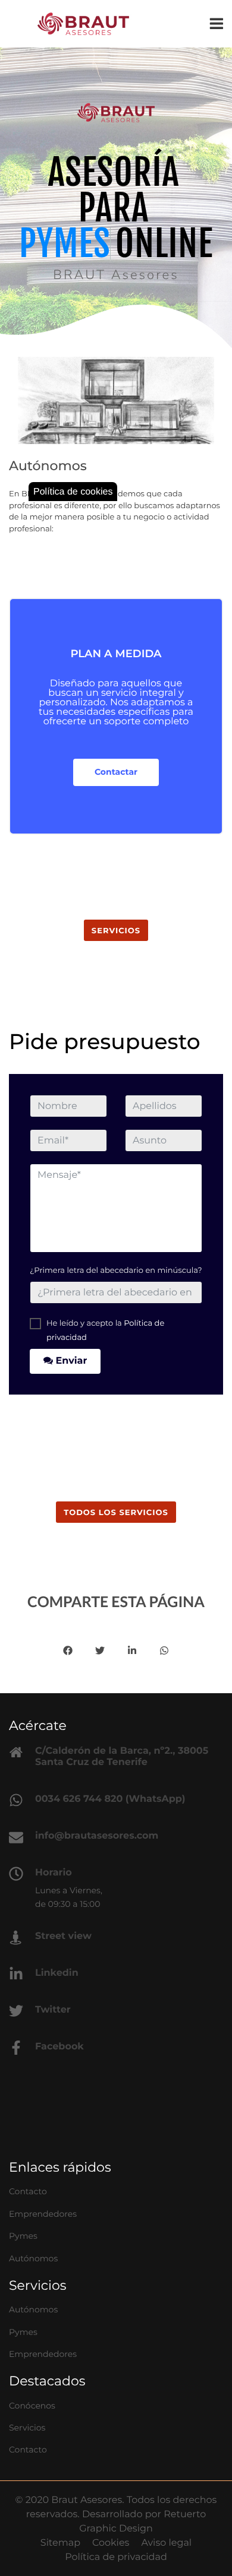 BRAUT
ASESORES
BRAUT
ASESORES
ASESORÍA
PARA
PYMES ONLINE
BRAUT Asesores
Autónomos
En B
Política de cookies
demos que cada
profesional es diferente, por ello buscamos adaptarnos
de la mejor manera posible a tu negocio o actividad
profesional:
PLAN A MEDIDA
Diseñado para aquellos que
buscan un servicio integral y
personalizado. Nos adaptamos a
tus necesidades específicas para
ofrecerte un soporte completo
Contactar
SERVICIOS
Pide presupuesto
Nombre
Apellidos
Email*
Asunto
Mensaje*
¿Primera letra del abecedario en minúscula?
¿Primera letra del abecedario en
He leído y acepto la Política de
privacidad
Enviar
TODOS LOS SERVICIOS
COMPARTE ESTA PÁGINA
Acércate
C/Calderón de la Barca, nº2., 38005
Santa Cruz de Tenerife
0034 626 744 820 (WhatsApp)
info@brautasesores.com
Horario
Lunes a Viernes,
de 09:30 a 15:00
Street view
Linkedin
Twitter
Facebook
Enlaces rápidos
Contacto
Emprendedores
Pymes
Autónomos
Servicios
Autónomos
Pymes
Emprendedores
Destacados
Conócenos
Servicios
Contacto
© 2020 Braut Asesores. Todos los derechos
reservados. Desarrollado por Retuerto
Graphic Design
Sitemap Cookies Aviso legal
Política de privacidad